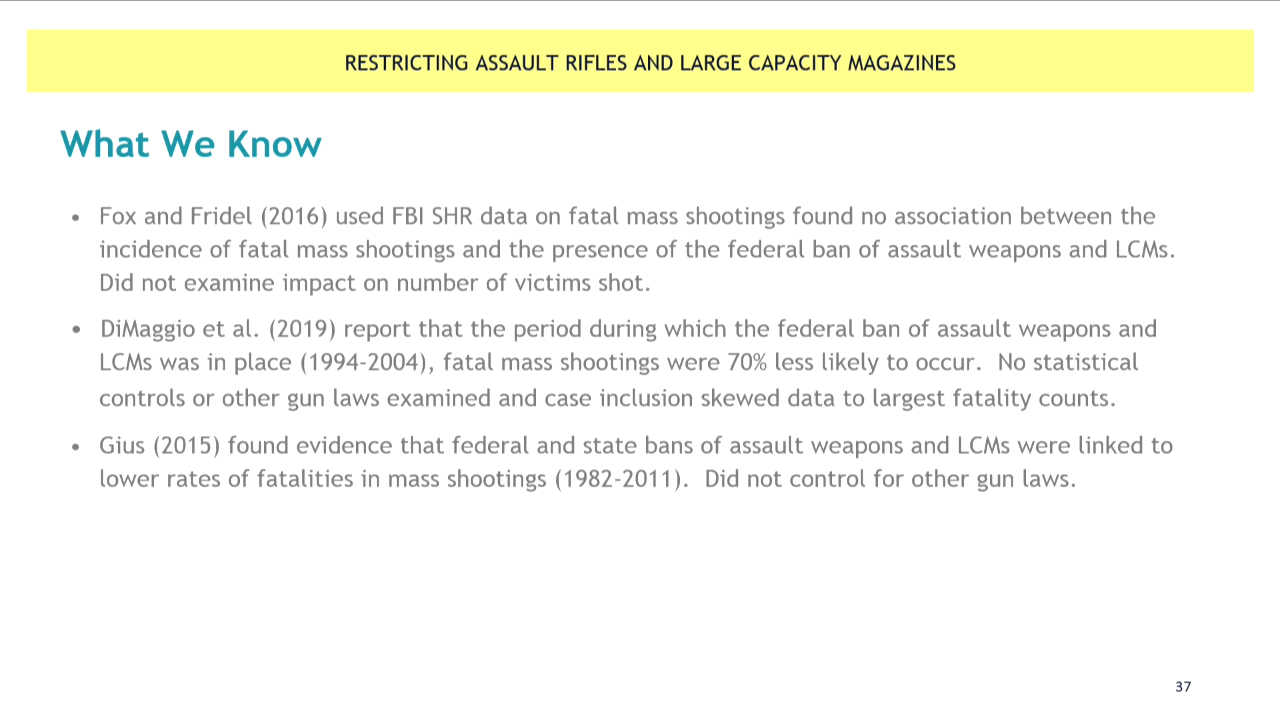 RESTRICTING ASSAULT RIFLES AND LARGE CAPACITY MAGAZINES
What We Know
• Fox and Fridel (2016) used FBI SHR data on fatal mass shootings found no association between the
incidence of fatal mass shootings and the presence of the federal ban of assault weapons and LCMs.
Did not examine impact on number of victims shot.
• DiMaggio et al. (2019) report that the period during which the federal ban of assault weapons and
LCMs was in place (1994-2004), fatal mass shootings were 70% less likely to occur.  No statistical
controls or other gun laws examined and case inclusion skewed data to largest fatality counts.
• Gius (2015) found evidence that federal and state bans of assault weapons and LCMs were linked to
lower rates of fatalities in mass shootings (1982-2011).  Did not control for other gun laws.
37